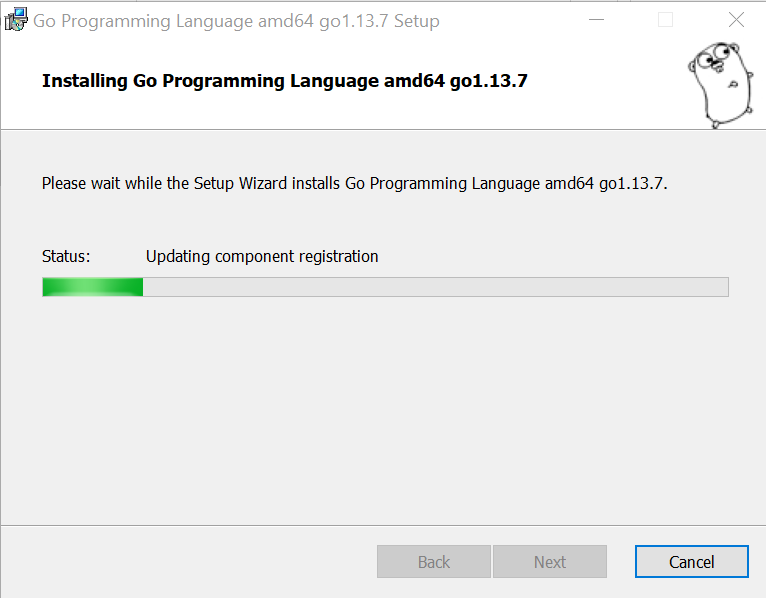 Go Programming Language amd64 go1.13.7 Setup
Installing Go Programming Language amd64 go1.13.7
Please wait while the Setup Wizard installs Go Programming Language amd64 go1.13.7.
Status: Updating component registration
Back Next Cancel